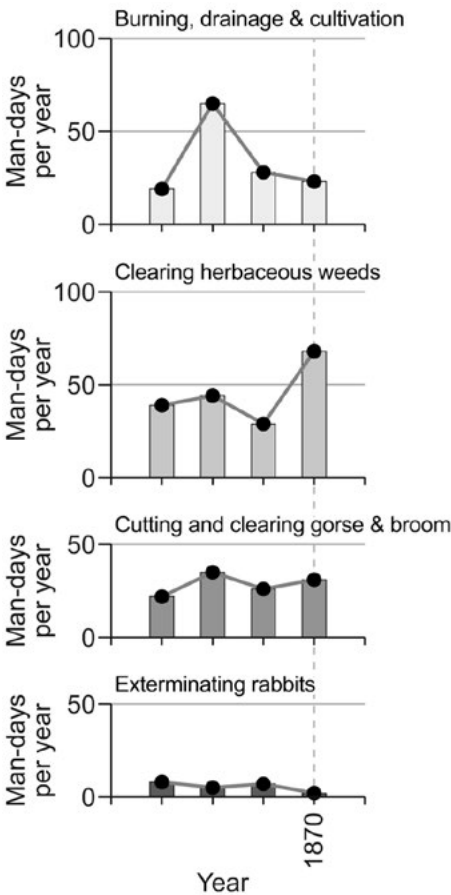 Burning, drainage & cultivation
Man-days
per year
100
50
0
Clearing herbaceous weeds
Man-days
per year
100
50
0
Cutting and clearing gorse & broom
Man-days
per year
50
0
Exterminating rabbits
Man-days
per year
50
0
1870
Year